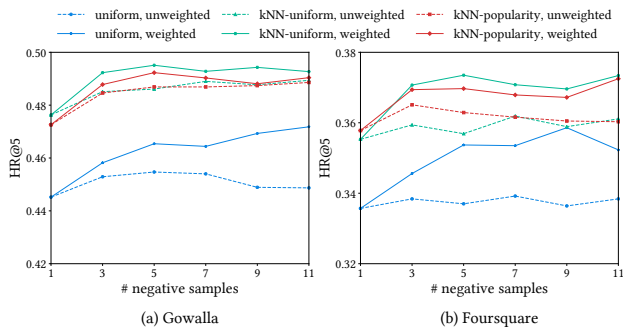 uniform, unweighted kNN-uniform, unweighted kNN-popularity, unweighted
uniform, weighted kNN-uniform, weighted kNN-popularity, weighted
0.50
0.48
0.46
0.44
0.42
HR@5
1 3 5 7 9 11
# negative samples
(a) Gowalla
0.38
0.36
0.34
0.32
HR@5
1 3 5 7 9 11
# negative samples
(b) Foursquare